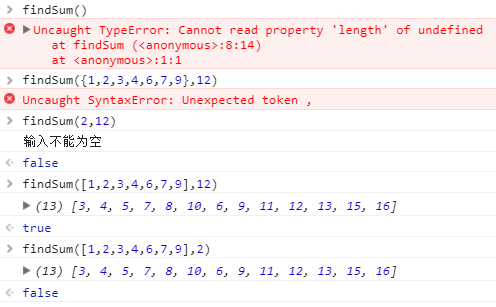 findSum()
Uncaught TypeError: Cannot read property 'length' of undefined
at findSum (<anonymous>:8:14)
at <anonymous>:1:1
findSum({1,2,3,4,6,7,9},12)
Uncaught SyntaxError: Unexpected token ,
findSum(2,12)
输入不能为空
false
findSum([1,2,3,4,6,7,9],12)
(13) [3, 4, 5, 7, 8, 10, 6, 9, 11, 12, 13, 15, 16]
true
findSum([1,2,3,4,6,7,9],2)
(13) [3, 4, 5, 7, 8, 10, 6, 9, 11, 12, 13, 15, 16]
false